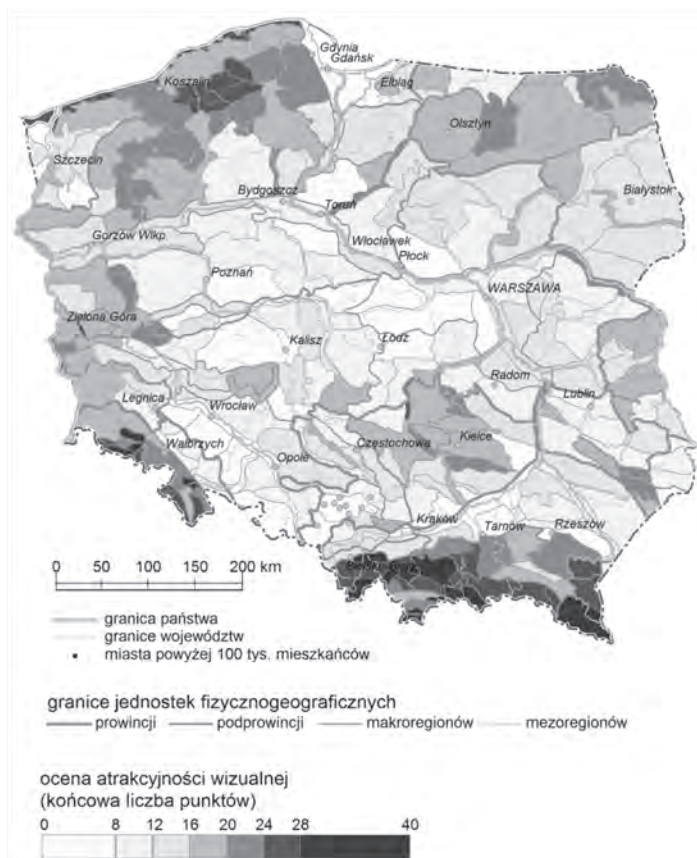 Gdynia
Gdańsk
Koszalin
Elbląg
Olsztyn
Szczecin
Bydgoszcz
Białystok
Toruń
Gorzów Wlkp
Włocławek
Płock
Poznań
WARSZAWA
Zielona Góra
Kalisz
Łódź
Radom
Legnica
Lublin
Wrocław
Wałbrzych
Częstochowa
Kielce
Opole
Kraków
Tarnów
Rzeszów
0 50 100 150 200 km
granica państwa
granice województw
miasta powyżej 100 tys. mieszkańców
granice jednostek fizycznogeograficznych
prowincji podprowincji makroregionów mezoregionów
ocena atrakcyjności wizualnej
(końcowa liczba punktów)
0 8 12 16 20 24 28 40